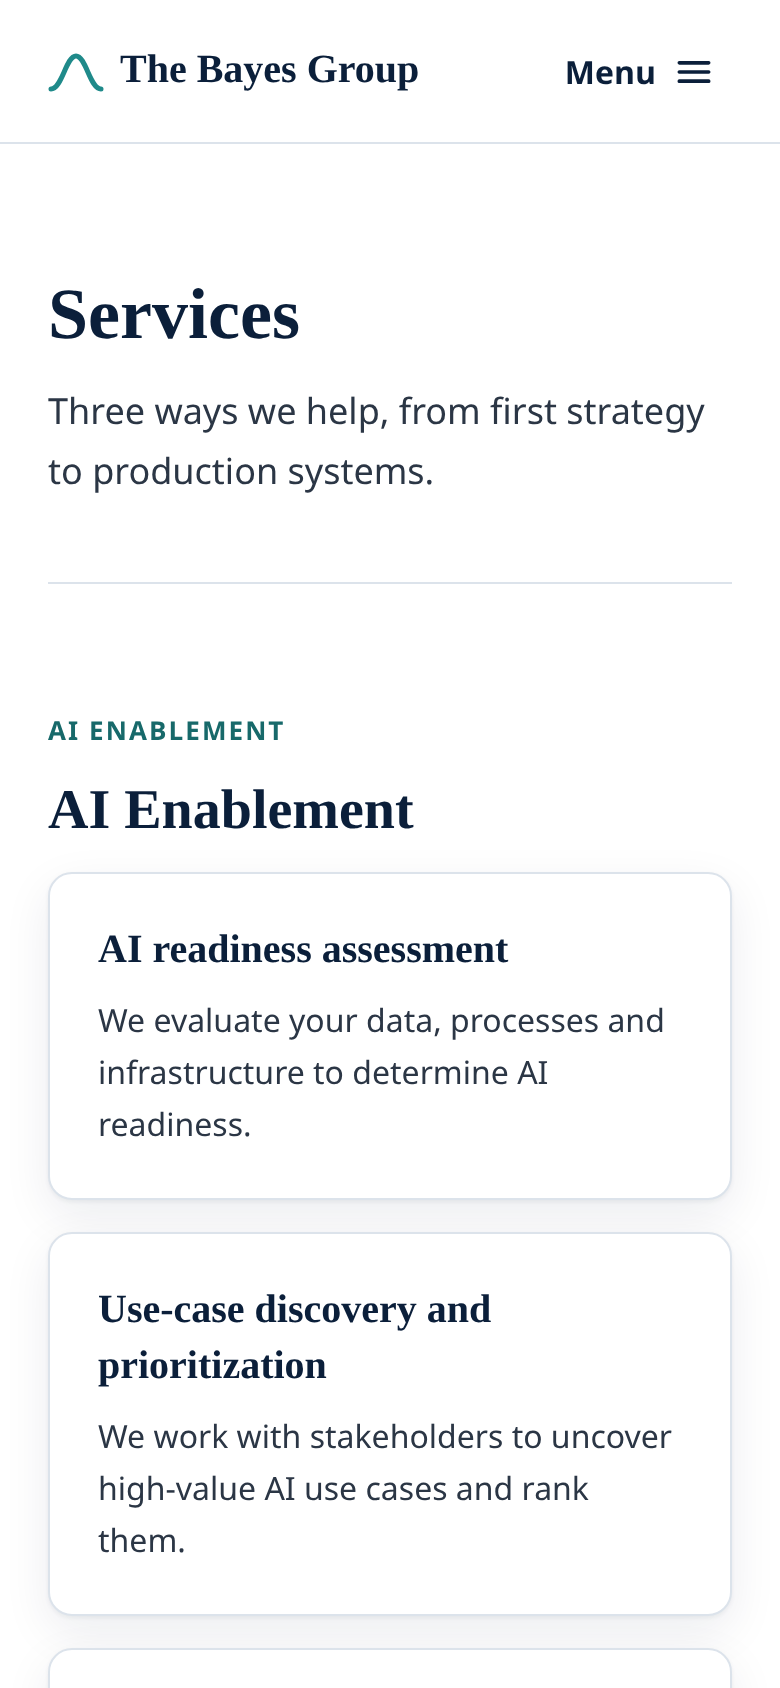 The Bayes Group
Menu
Services
Three ways we help, from first strategy
to production systems.
AI ENABLEMENT
AI Enablement
AI readiness assessment
We evaluate your data, processes and
infrastructure to determine AI
readiness.
Use-case discovery and
prioritization
We work with stakeholders to uncover
high-value AI use cases and rank
them.